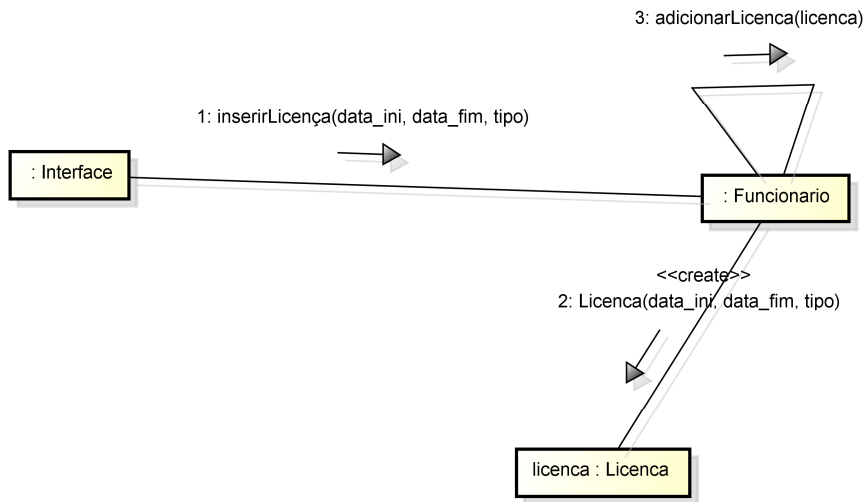 3: adicionarLicenca(licenca)
1: inserirLicença(data_ini, data_fim, tipo)
: Interface
: Funcionario
<<create>>
2: Licenca(data_ini, data_fim, tipo)
licenca : Licenca